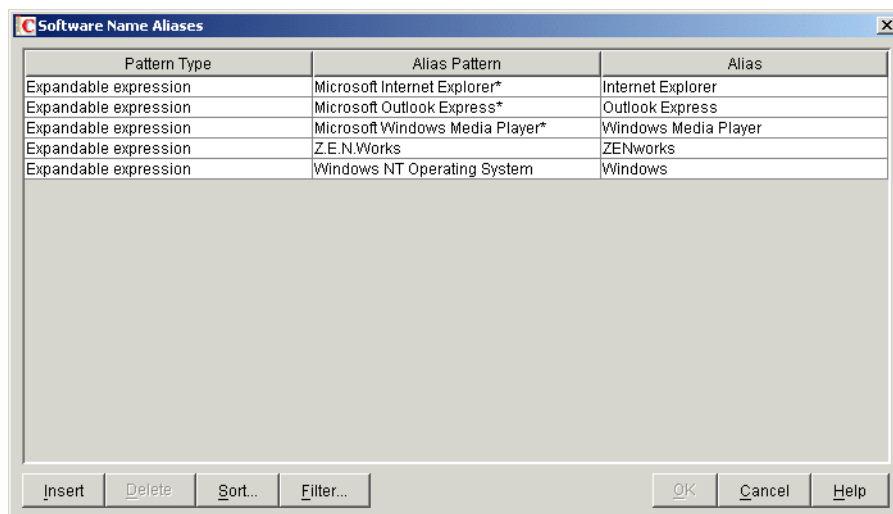 Software Name Aliases
Pattern Type Alias Pattern Alias
Expandable expression Microsoft Internet Explorer* Internet Explorer
Expandable expression Microsoft Outlook Express* Outlook Express
Expandable expression Microsoft Windows Media Player* Windows Media Player
Expandable expression Z.E.N.Works ZENworks
Expandable expression Windows NT Operating System Windows
Insert Delete Sort... Filter... OK Cancel Help